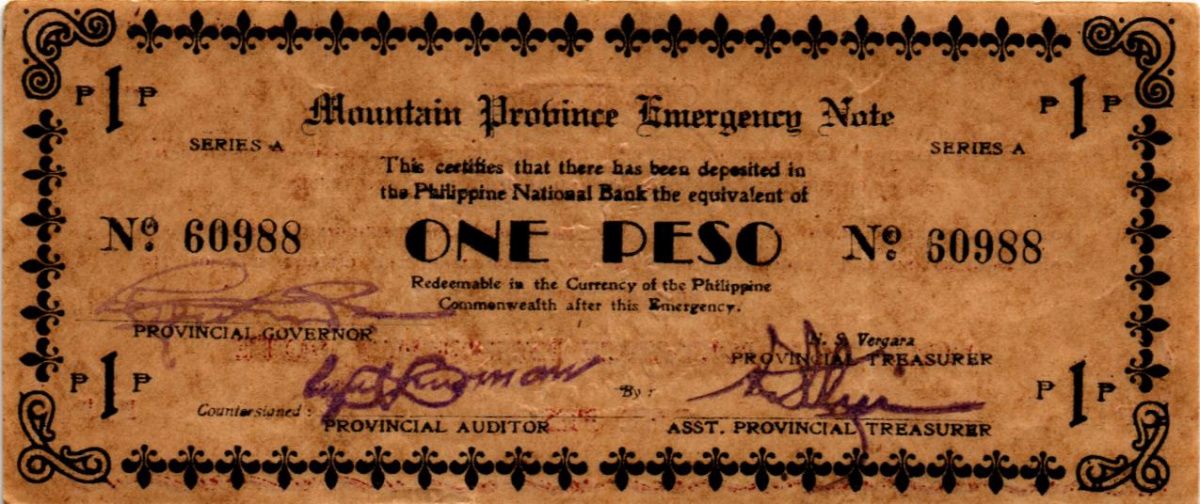 ₱ 1 ₱
₱ 1 ₱
Mountain Province Emergency Note
SERIES A
SERIES A
This certifies that there has been deposited in
the Philippine National Bank the equivalent of
Nº. 60988
ONE PESO
Nº. 60988
Redeemable in the Currency of the Philippine
Commonwealth after this Emergency.
PROVINCIAL GOVERNOR
S. Vergara
PROVINCIAL TREASURER
₱ 1 ₱
Countersigned :
By :
₱ 1 ₱
PROVINCIAL AUDITOR
ASST. PROVINCIAL TREASURER